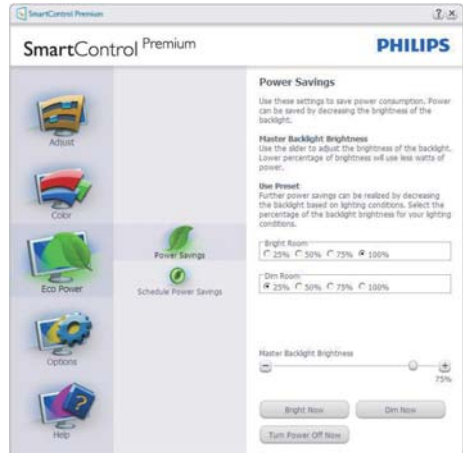 SmartControl Premium
SmartControl Premium
PHILIPS
Adjust
Color
Eco Power
Options
Help
Power Savings
Schedule Power Savings
Power Savings
Use these settings to save power consumption. Power
can be saved by decreasing the brightness of the
backlight.
Master Backlight Brightness
Use the slider to adjust the brightness of the backlight.
Lower percentage of brightness will use less watts of
power.
Use Preset
Further power savings can be realized by decreasing
the backlight based on lighting conditions. Select the
percentage of the backlight brightness for your lighting
conditions.
Bright Room
25% 50% 75% 100%
Dim Room
25% 50% 75% 100%
Master Backlight Brightness
75%
Bright Now
Dim Now
Turn Power Off Now